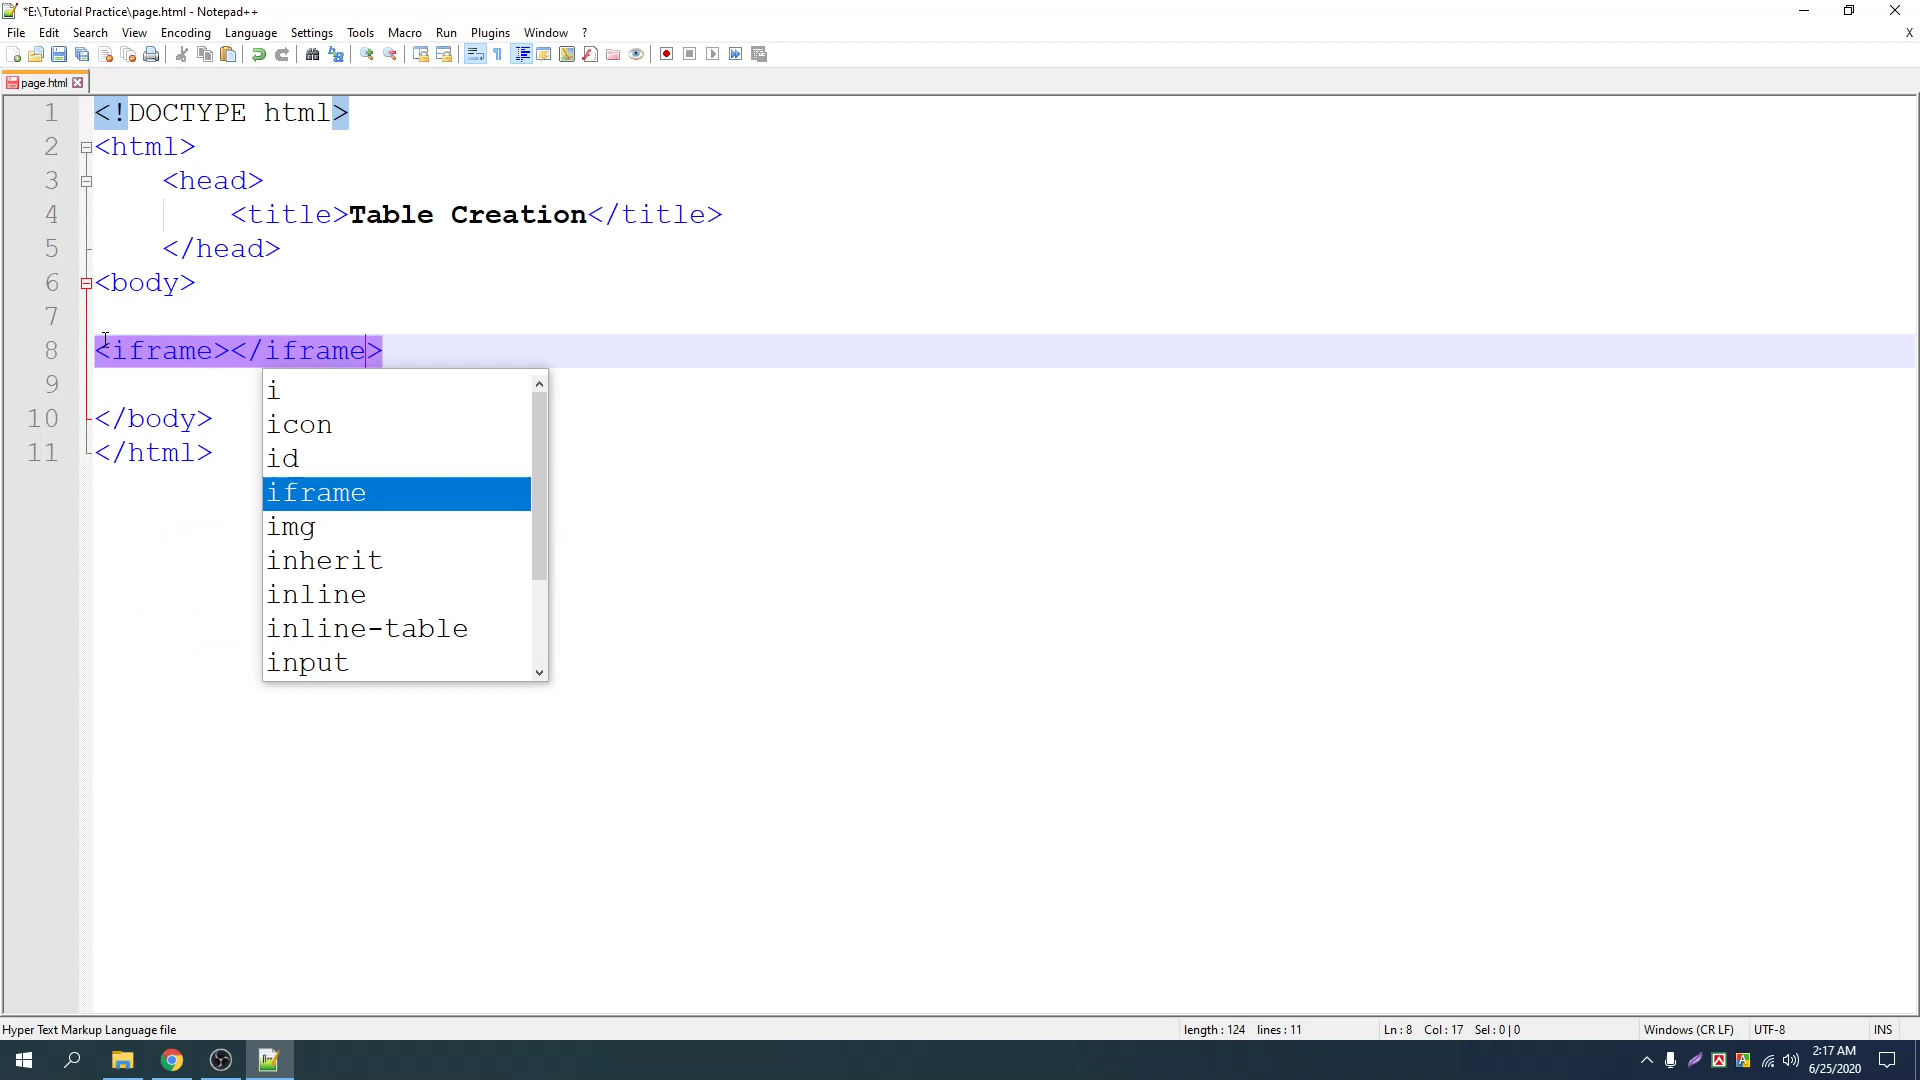 *E:\Tutorial Practice\page.html - Notepad++
File Edit Search View Encoding Language Settings Tools Macro Run Plugins Window ? X
page.html
1 <!DOCTYPE html>
2 <html>
3 <head>
4 <title>Table Creation</title>
5 </head>
6 <body>
7
8 <iframe></iframe>
9
10 </body>
11 </html>
i
icon
id
iframe
img
inherit
inline
inline-table
input
Hyper Text Markup Language file length : 124 lines : 11 Ln : 8 Col : 17 Sel : 0 | 0 Windows (CR LF) UTF-8 INS
2:17 AM
6/25/2020